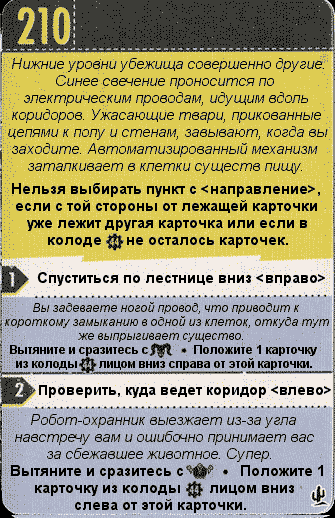 210
Нижние уровни убежища совершенно другие.
Синее свечение проносится по
электрическим проводам, идущим вдоль
коридоров. Ужасающие твари, прикованные
цепями к полу и стенам, завывают, когда вы
заходите. Автоматизированный механизм
заталкивает в клетки существ пищу.
Нельзя выбирать пункт с <направление>,
если с той стороны от лежащей карточки
уже лежит другая карточка или если в
колоде 44 не осталось карточек.
1 Спуститься по лестнице вниз <вправо>
Вы задеваете ногой провод, что приводит к
короткому замыканию в одной из клеток, откуда тут
же выпрыгивает существо.
Вытяните и сразитесь с • Положите 1 карточку
из колоды 44 лицом вниз справа от этой карточки.
2 Проверить, куда ведет коридор <влево>
Робот-охранник выезжает из-за угла
навстречу вам и ошибочно принимает вас
за сбежавшее животное. Супер.
Вытяните и сразитесь с • Положите 1
карточку из колоды 44 лицом вниз
слева от этой карточки.